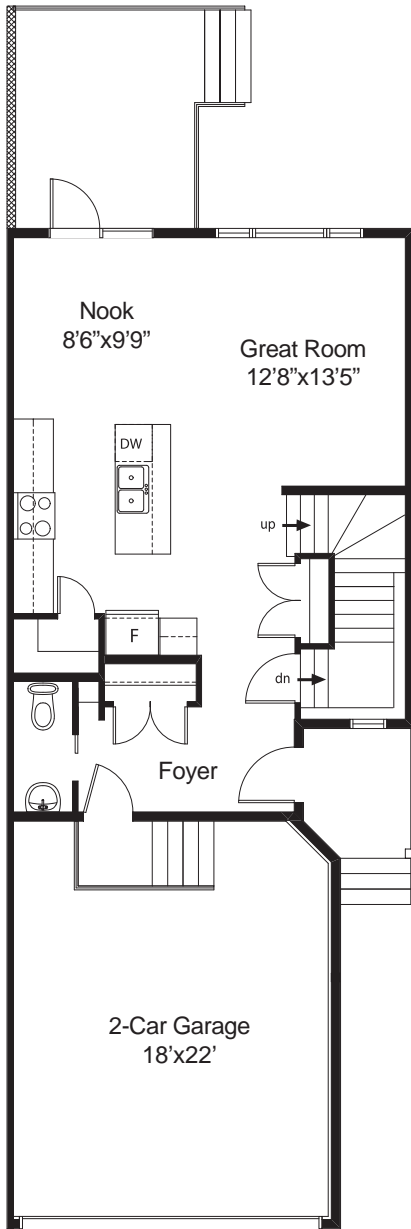 Nook
8’6”x9’9”
Great Room
12’8”x13’5”
DW
up
F
dn
Foyer
2-Car Garage
18’x22’